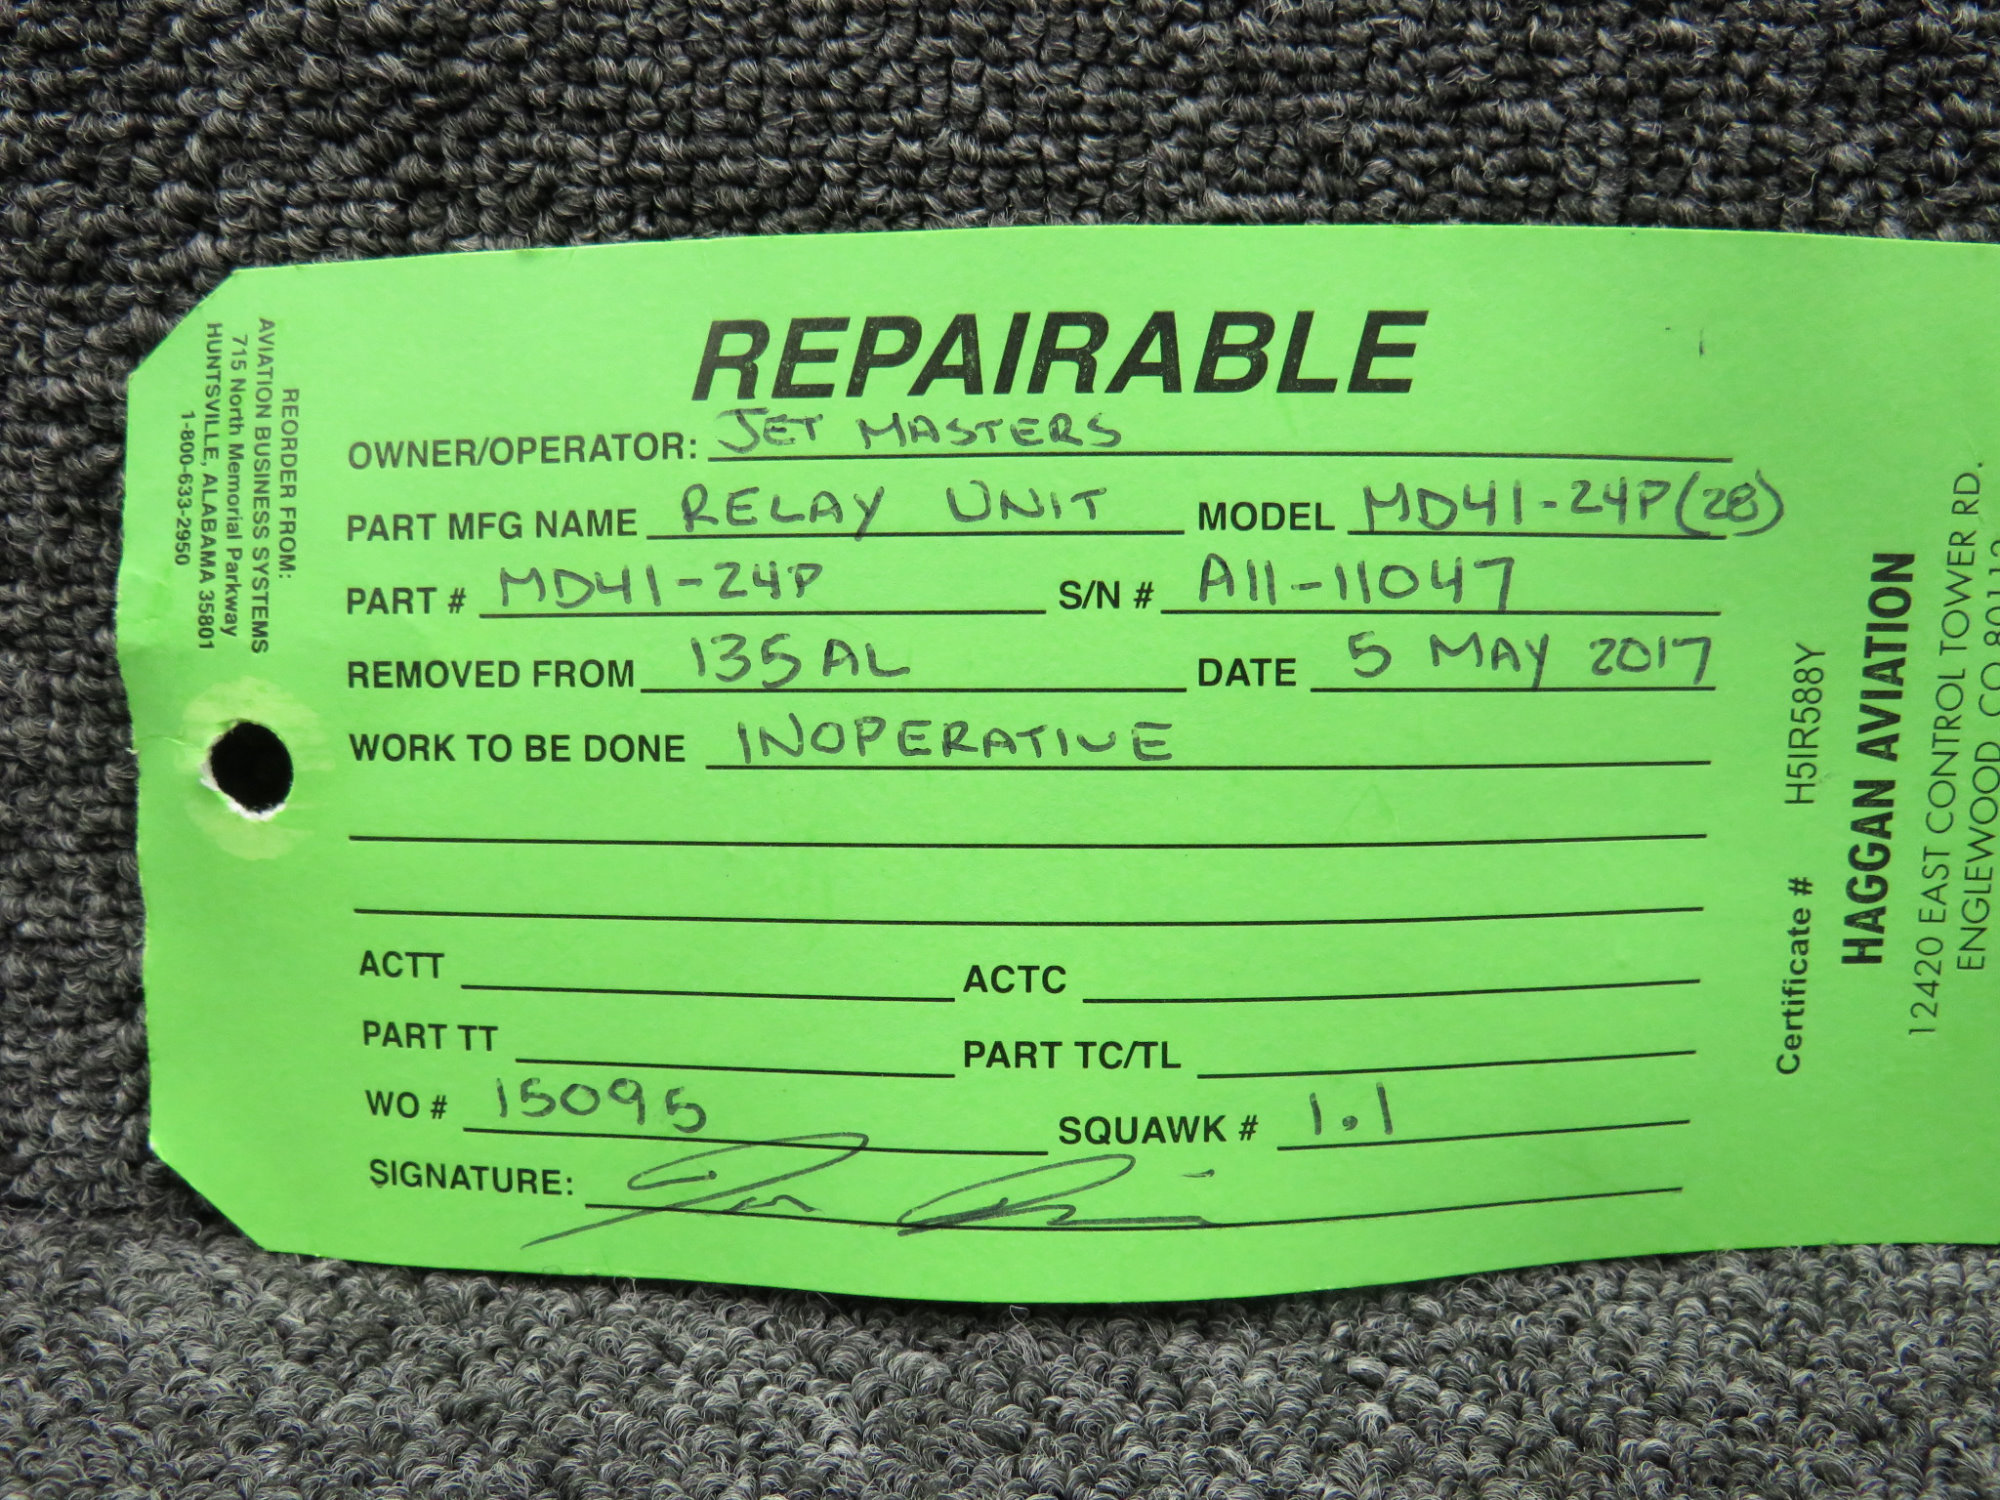 REORDER FROM:
AVIATION BUSINESS SYSTEMS
715 North Memorial Parkway
HUNTSVILLE, ALABAMA 35801
1-800-633-2950
REPAIRABLE
OWNER/OPERATOR: JET MASTERS
PART MFG NAME RELAY UNIT MODEL MD41-24P(28)
PART # MD41-24P S/N # A11-11047
REMOVED FROM 135AL DATE 5 MAY 2017
WORK TO BE DONE INOPERATIVE
ACTT ACTC
PART TT PART TC/TL
WO # 15095 SQUAWK # 1.1
SIGNATURE:
Certificate # H5IR588Y
HAGGAN AVIATION
12420 EAST CONTROL TOWER RD.
ENGLEWOOD, CO 80112